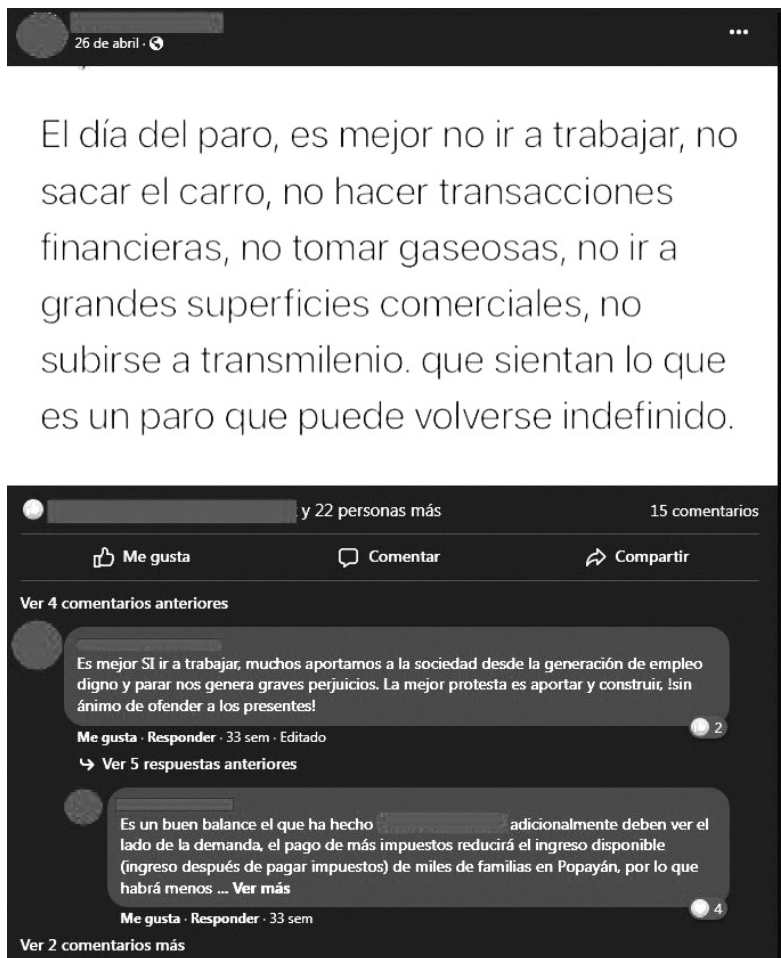 26 de abril ·
El día del paro, es mejor no ir a trabajar, no
sacar el carro, no hacer transacciones
financieras, no tomar gaseosas, no ir a
grandes superficies comerciales, no
subirse a transmilenio. que sientan lo que
es un paro que puede volverse indefinido.
y 22 personas más
15 comentarios
Me gusta
Comentar
Compartir
Ver 4 comentarios anteriores
Es mejor SI ir a trabajar, muchos aportamos a la sociedad desde la generación de empleo
digno y parar nos genera graves perjuicios. La mejor protesta es aportar y construir, !sin
ánimo de ofender a los presentes!
2
Me gusta · Responder · 33 sem · Editado
Ver 5 respuestas anteriores
Es un buen balance el que ha hecho adicionalmente deben ver el
lado de la demanda, el pago de más impuestos reducirá el ingreso disponible
(ingreso después de pagar impuestos) de miles de familias en Popayán, por lo que
habrá menos ... Ver más
4
Me gusta · Responder · 33 sem
Ver 2 comentarios más